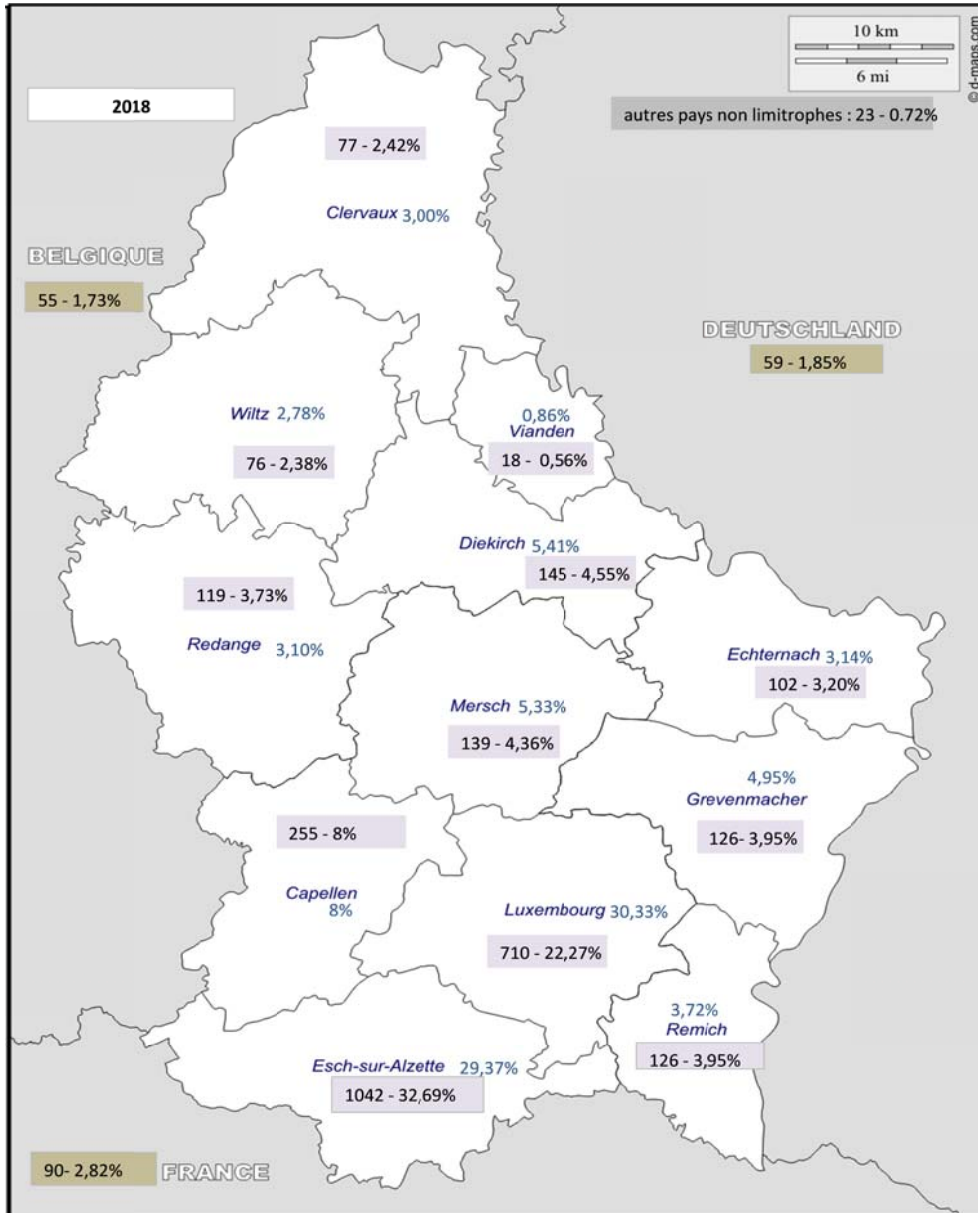 10 km
6 mi
© d-maps.com
2018
autres pays non limitrophes : 23 - 0.72%
77 - 2,42%
Clervaux 3,00%
BELGIQUE
55 - 1,73%
DEUTSCHLAND
59 - 1,85%
Wiltz 2,78%
76 - 2,38%
0,86%
Vianden
18 - 0,56%
Diekirch 5,41%
145 - 4,55%
119 - 3,73%
Redange 3,10%
Echternach 3,14%
102 - 3,20%
Mersch 5,33%
139 - 4,36%
4,95%
Grevenmacher
126- 3,95%
255 - 8%
Capellen
8%
Luxembourg 30,33%
710 - 22,27%
3,72%
Remich
126 - 3,95%
Esch-sur-Alzette 29,37%
1042 - 32,69%
90- 2,82%
FRANCE